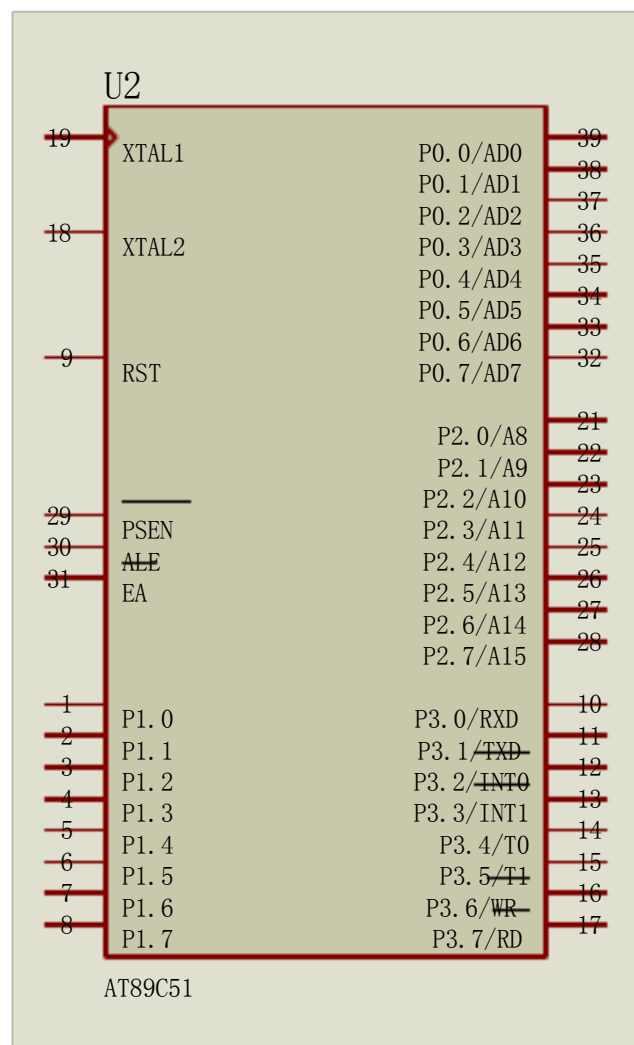 U2
19 XTAL1 P0.0/AD0 39
P0.1/AD1 38
P0.2/AD2 37
18 XTAL2 P0.3/AD3 36
P0.4/AD4 35
P0.5/AD5 34
P0.6/AD6 33
9 RST P0.7/AD7 32
P2.0/A8 21
P2.1/A9 22
P2.2/A10 23
29 PSEN P2.3/A11 24
30 ALE P2.4/A12 25
31 EA P2.5/A13 26
P2.6/A14 27
P2.7/A15 28
1 P1.0 P3.0/RXD 10
2 P1.1 P3.1/TXD 11
3 P1.2 P3.2/INT0 12
4 P1.3 P3.3/INT1 13
5 P1.4 P3.4/T0 14
6 P1.5 P3.5/T1 15
7 P1.6 P3.6/WR 16
8 P1.7 P3.7/RD 17
AT89C51